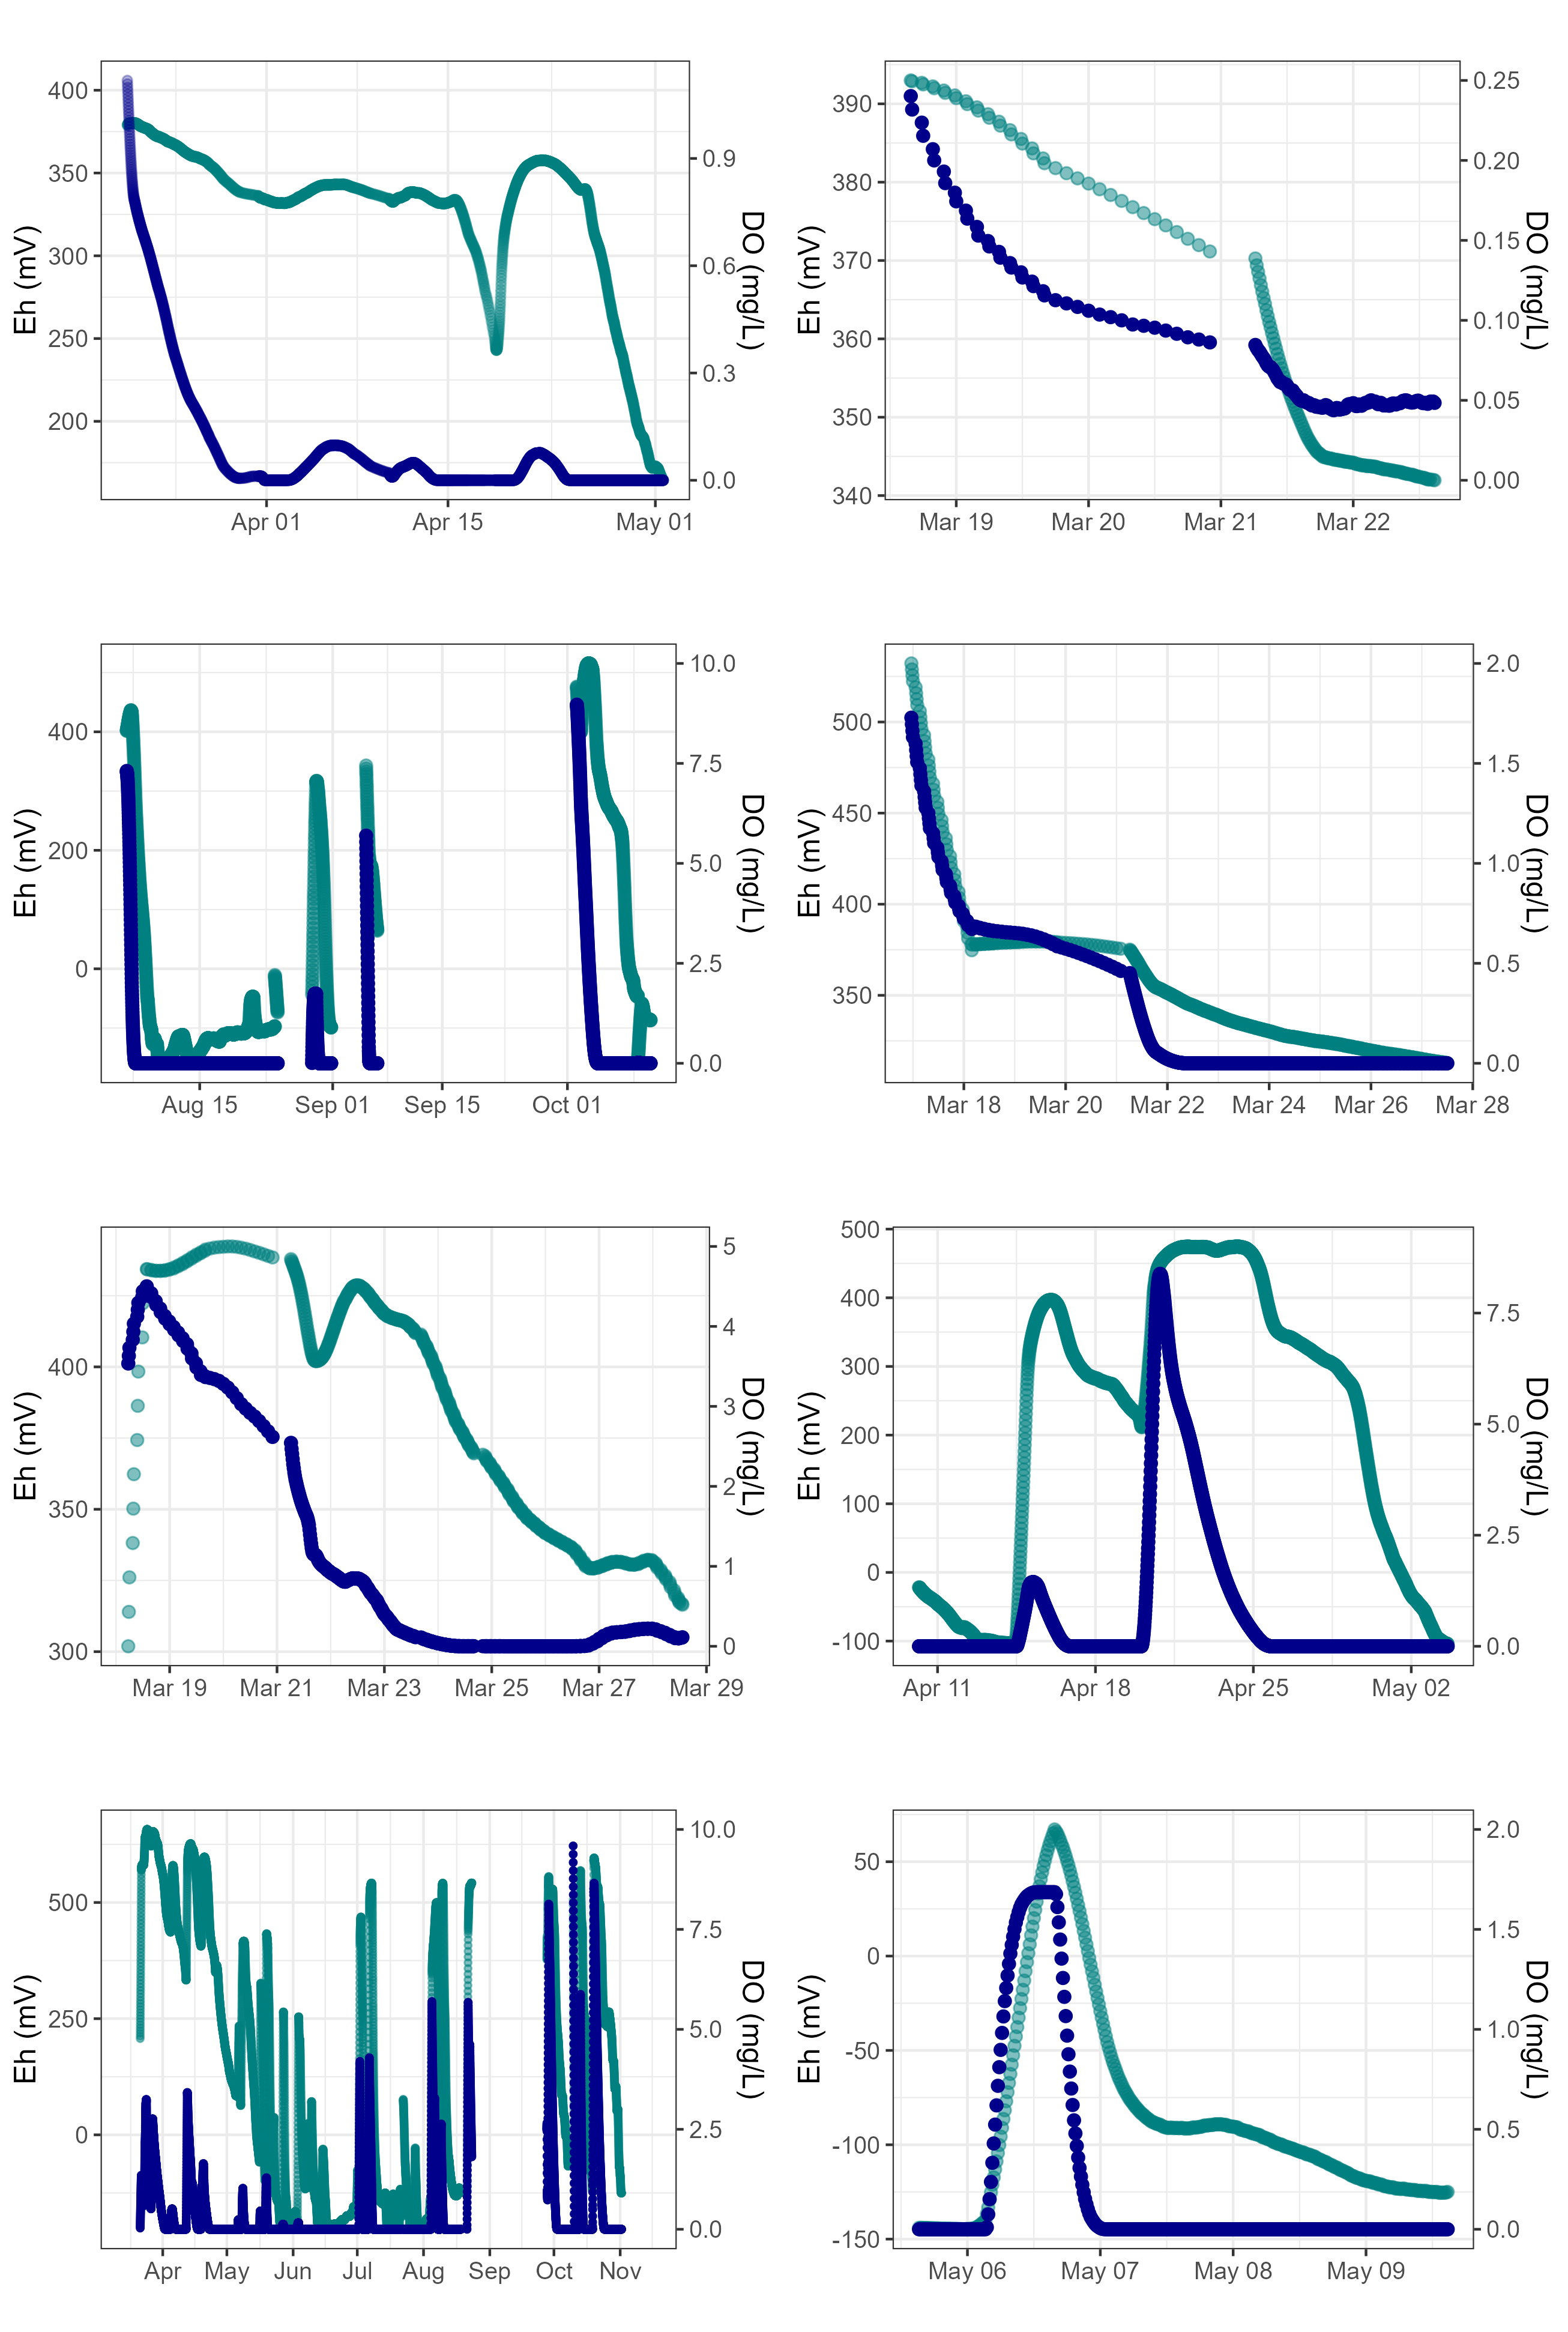 Eh (mV)
400
350
300
250
200
0.9
0.6
0.3
0.0
DO (mg/L)
Apr 01
Apr 15
May 01
Eh (mV)
390
380
370
360
350
340
0.25
0.20
0.15
0.10
0.05
0.00
DO (mg/L)
Mar 19
Mar 20
Mar 21
Mar 22
Eh (mV)
400
200
0
10.0
7.5
5.0
2.5
0.0
DO (mg/L)
Aug 15
Sep 01
Sep 15
Oct 01
Eh (mV)
500
450
400
350
2.0
1.5
1.0
0.5
0.0
DO (mg/L)
Mar 18
Mar 20
Mar 22
Mar 24
Mar 26
Mar 28
Eh (mV)
400
350
300
5
4
3
2
1
0
DO (mg/L)
Mar 19
Mar 21
Mar 23
Mar 25
Mar 27
Mar 29
Eh (mV)
500
400
300
200
100
0
-100
7.5
5.0
2.5
0.0
DO (mg/L)
Apr 11
Apr 18
Apr 25
May 02
Eh (mV)
500
250
0
10.0
7.5
5.0
2.5
0.0
DO (mg/L)
Apr
May
Jun
Jul
Aug
Sep
Oct
Nov
Eh (mV)
50
0
-50
-100
-150
2.0
1.5
1.0
0.5
0.0
DO (mg/L)
May 06
May 07
May 08
May 09